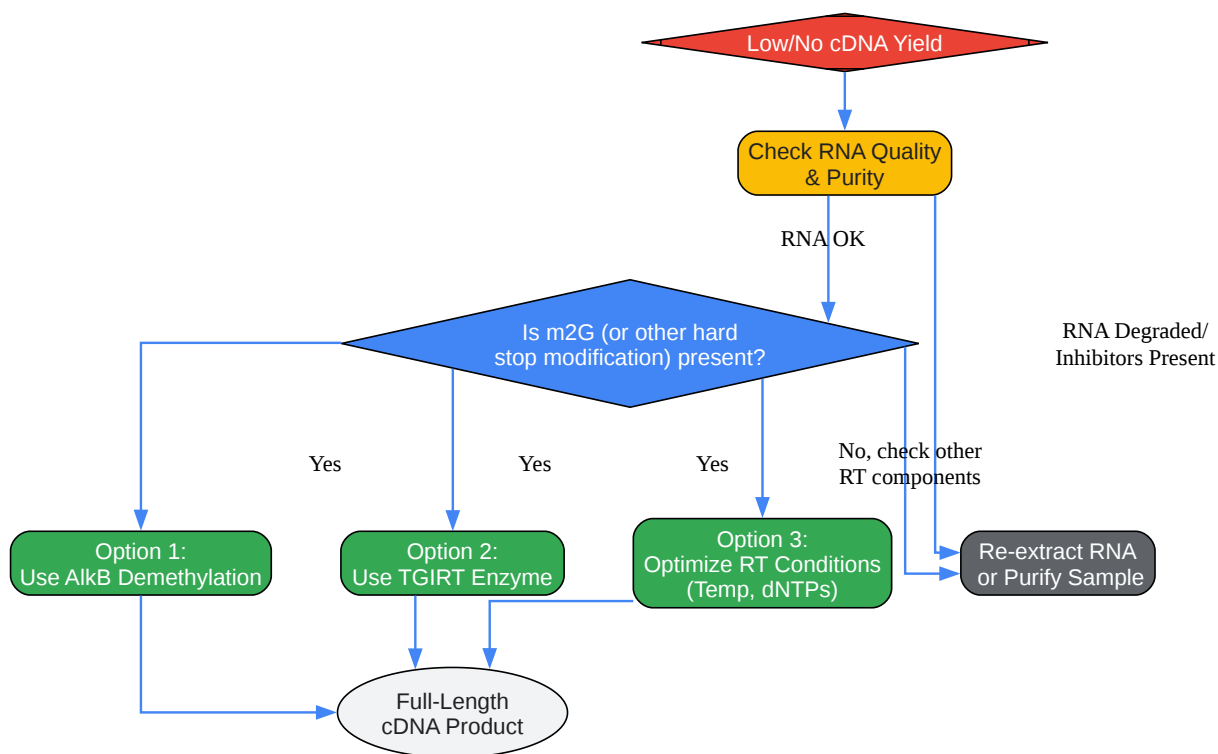 Low/No cDNA Yield
Check RNA Quality
& Purity
RNA OK
Is m2G (or other hard
stop modification) present?
RNA Degraded/
Inhibitors Present
Yes
Yes
Yes
No, check other
RT components
Option 1:
Use AlkB Demethylation
Option 2:
Use TGIRT Enzyme
Option 3:
Optimize RT Conditions
(Temp, dNTPs)
Re-extract RNA
or Purify Sample
Full-Length
cDNA Product